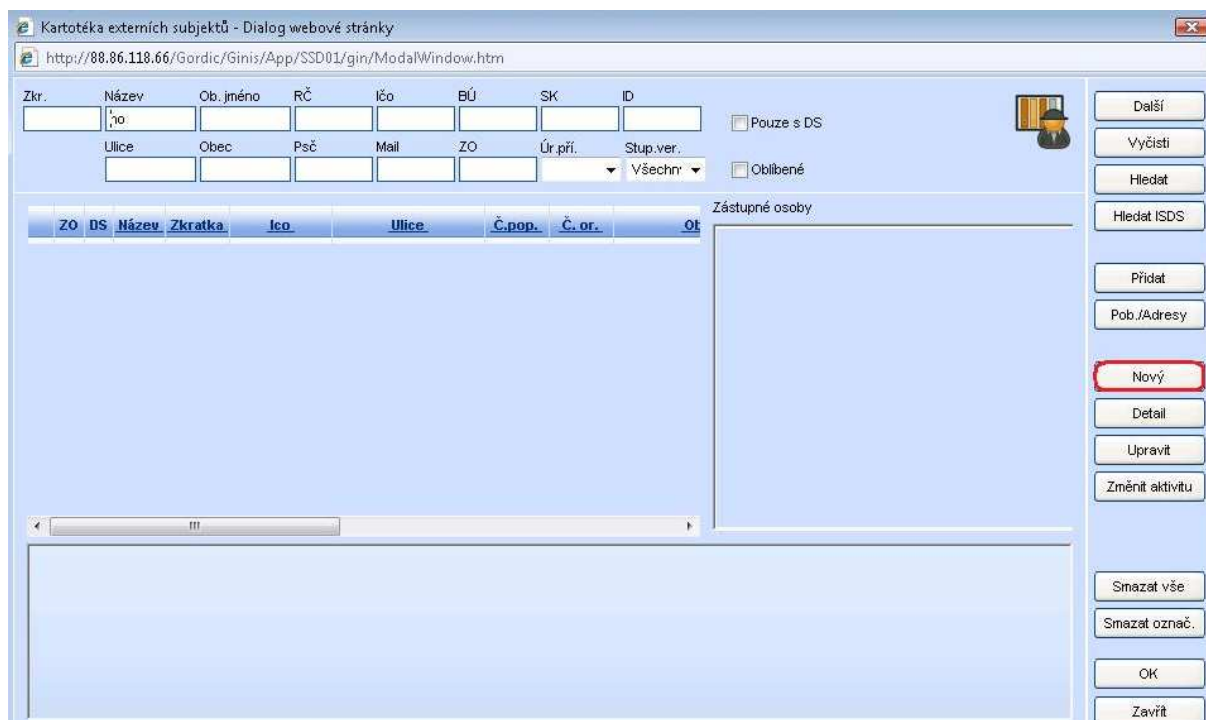 Kartotéka externích subjektů - Dialog webové stránky
http://88.86.118.66/Gordic/Ginis/App/SSD01/gin/ModalWindow.htm
Zkr. Název Ob. jméno RČ Ičo BÚ SK ID
Pouze s DS
Ulice Obec Psč Mail ZO Úr.pří. Stup.ver.
Všechn
Oblíbené
ZO DS Název Zkratka Ico Ulice Č.pop. Č. or. Ob
Zástupné osoby
Další
Vyčisti
Hledat
Hledat ISDS
Přidat
Pob./Adresy
Nový
Detail
Upravit
Změnit aktivitu
Smazat vše
Smazat označ.
OK
Zavřít